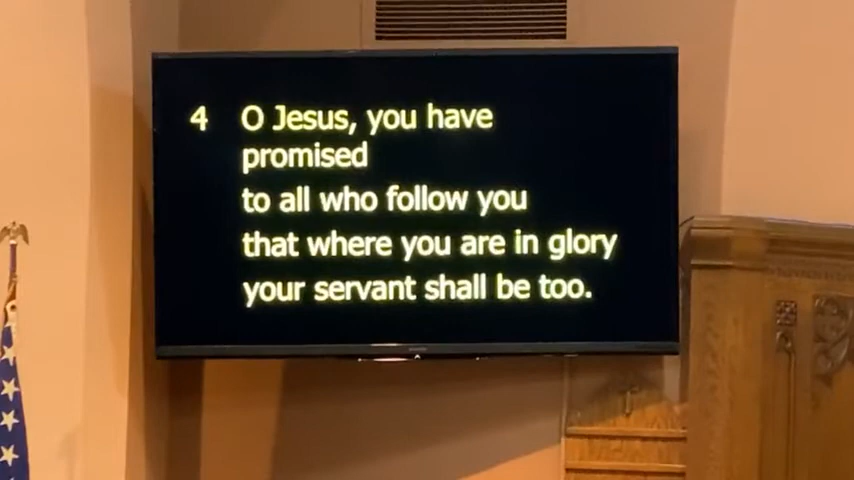 4 O Jesus, you have
promised
to all who follow you
that where you are in glory
your servant shall be too.